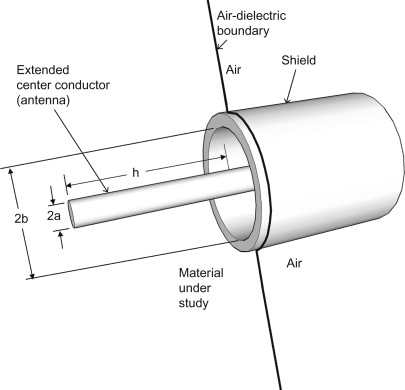 Air-dielectric
boundary
Air
Shield
Extended
center conductor
(antenna)
h
2a
2b
Material
under
study
Air